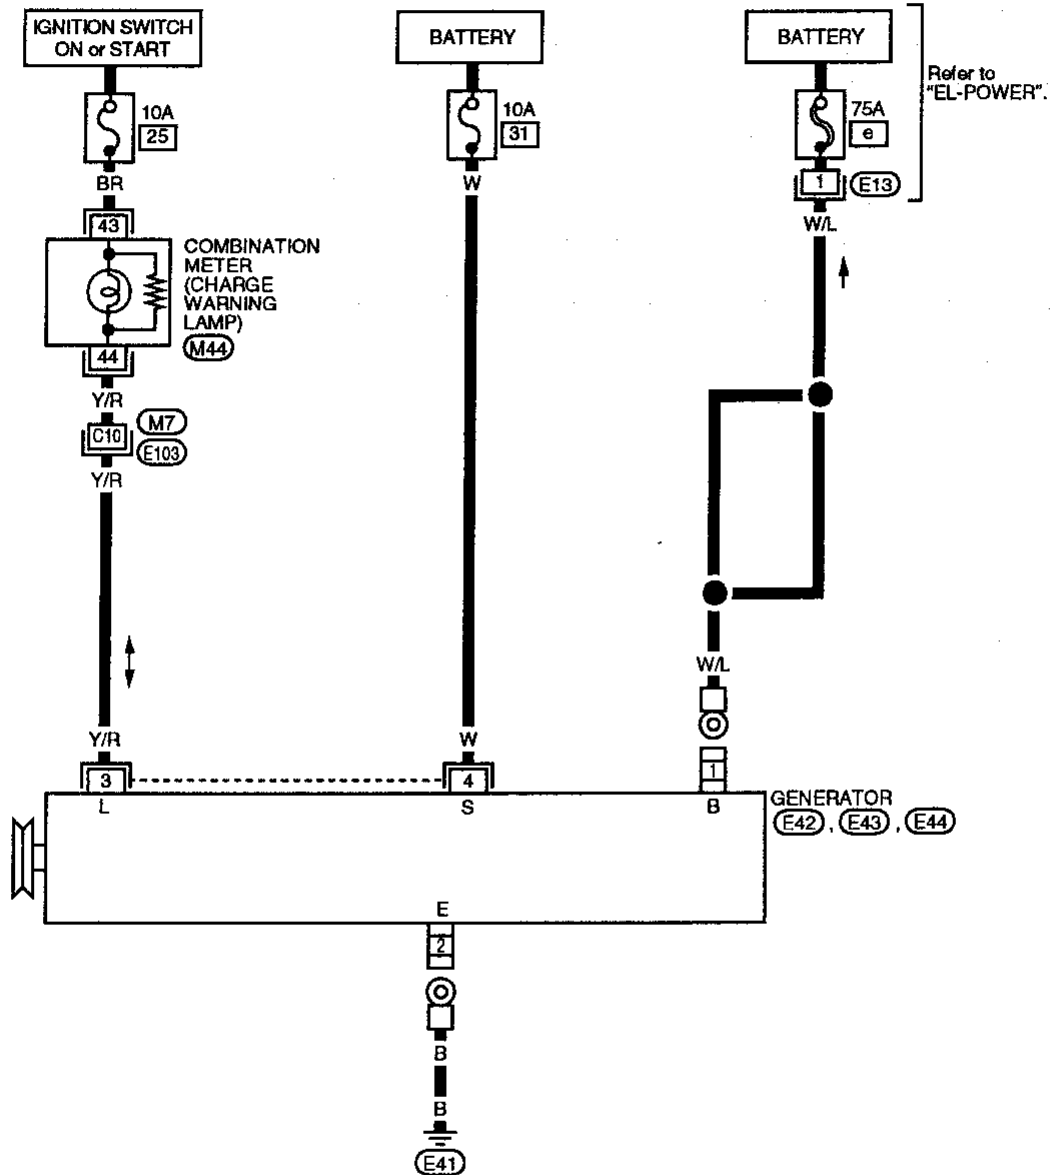 IGNITION SWITCH
ON or START
BATTERY
BATTERY
Refer to
"EL-POWER".
10A
25
10A
31
75A
e
BR
W
1
E13
43
W/L
COMBINATION
METER
(CHARGE
WARNING
LAMP)
M44
44
Y/R
C10
M7
E103
Y/R
W/L
Y/R
W
3
4
1
L
S
B
GENERATOR
E42 , E43 , E44
E
2
B
B
E41